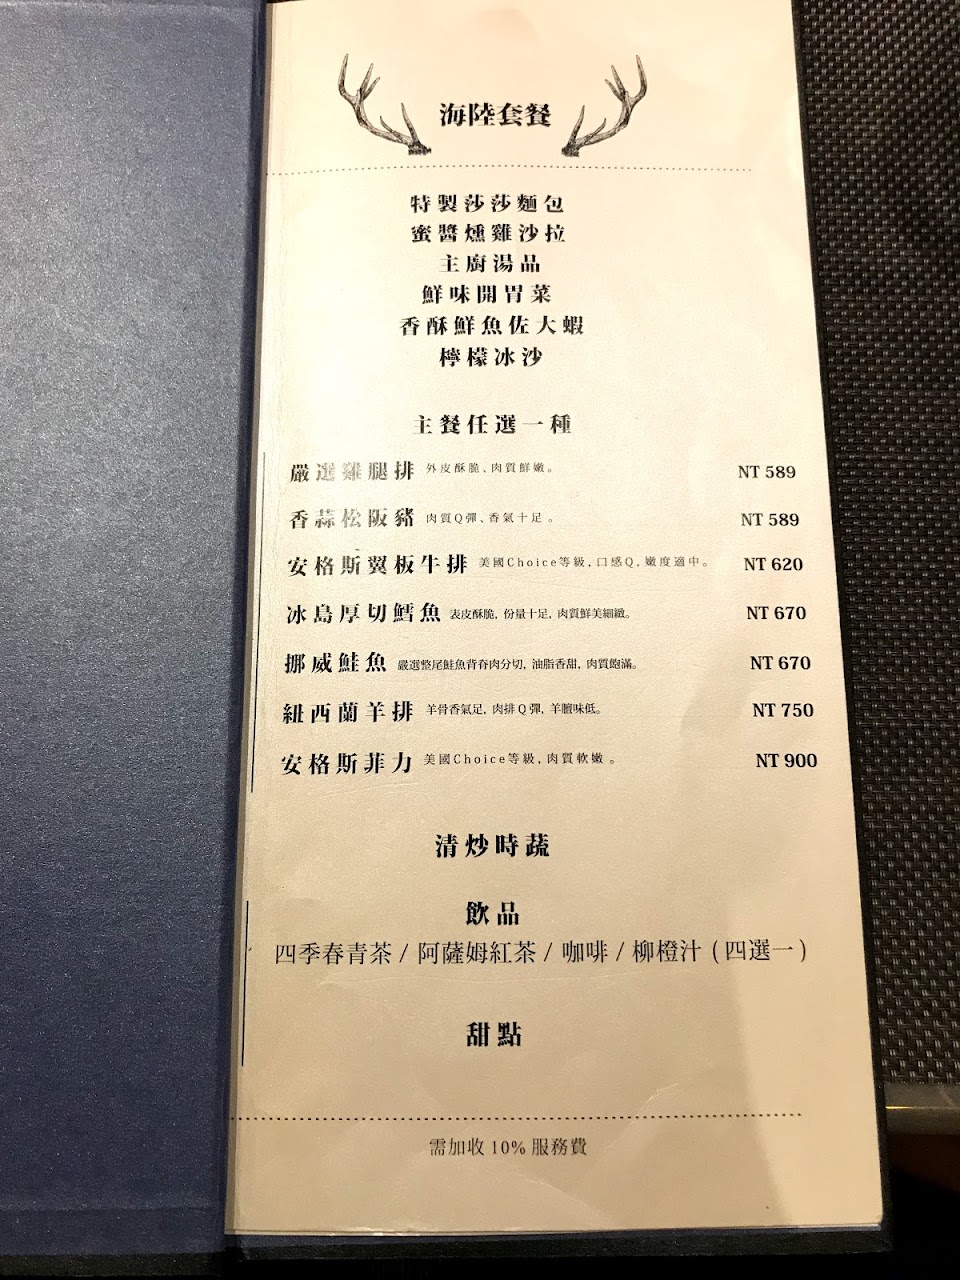 海陸套餐
特製莎莎麵包
蜜醬燻雞沙拉
主廚湯品
鮮味開胃菜
香酥鮮魚佐大蝦
檸檬冰沙
主餐任選一種
嚴選雞腿排 外皮酥脆、肉質鮮嫩。 NT 589
香蒜松阪豬 肉質Q彈、香氣十足。 NT 589
安格斯翼板牛排 美國Choice等級, 口感Q, 嫩度適中。 NT 620
冰島厚切鱈魚 表皮酥脆, 份量十足, 肉質鮮美細緻。 NT 670
挪威鮭魚 嚴選整尾鮭魚背脊肉分切, 油脂香甜, 肉質飽滿。 NT 670
紐西蘭羊排 羊骨香氣足, 肉排Q彈, 羊羶味低。 NT 750
安格斯菲力 美國Choice等級, 肉質軟嫩。 NT 900
清炒時蔬
飲品
四季春青茶 / 阿薩姆紅茶 / 咖啡 / 柳橙汁 ( 四選一 )
甜點
需加收 10% 服務費